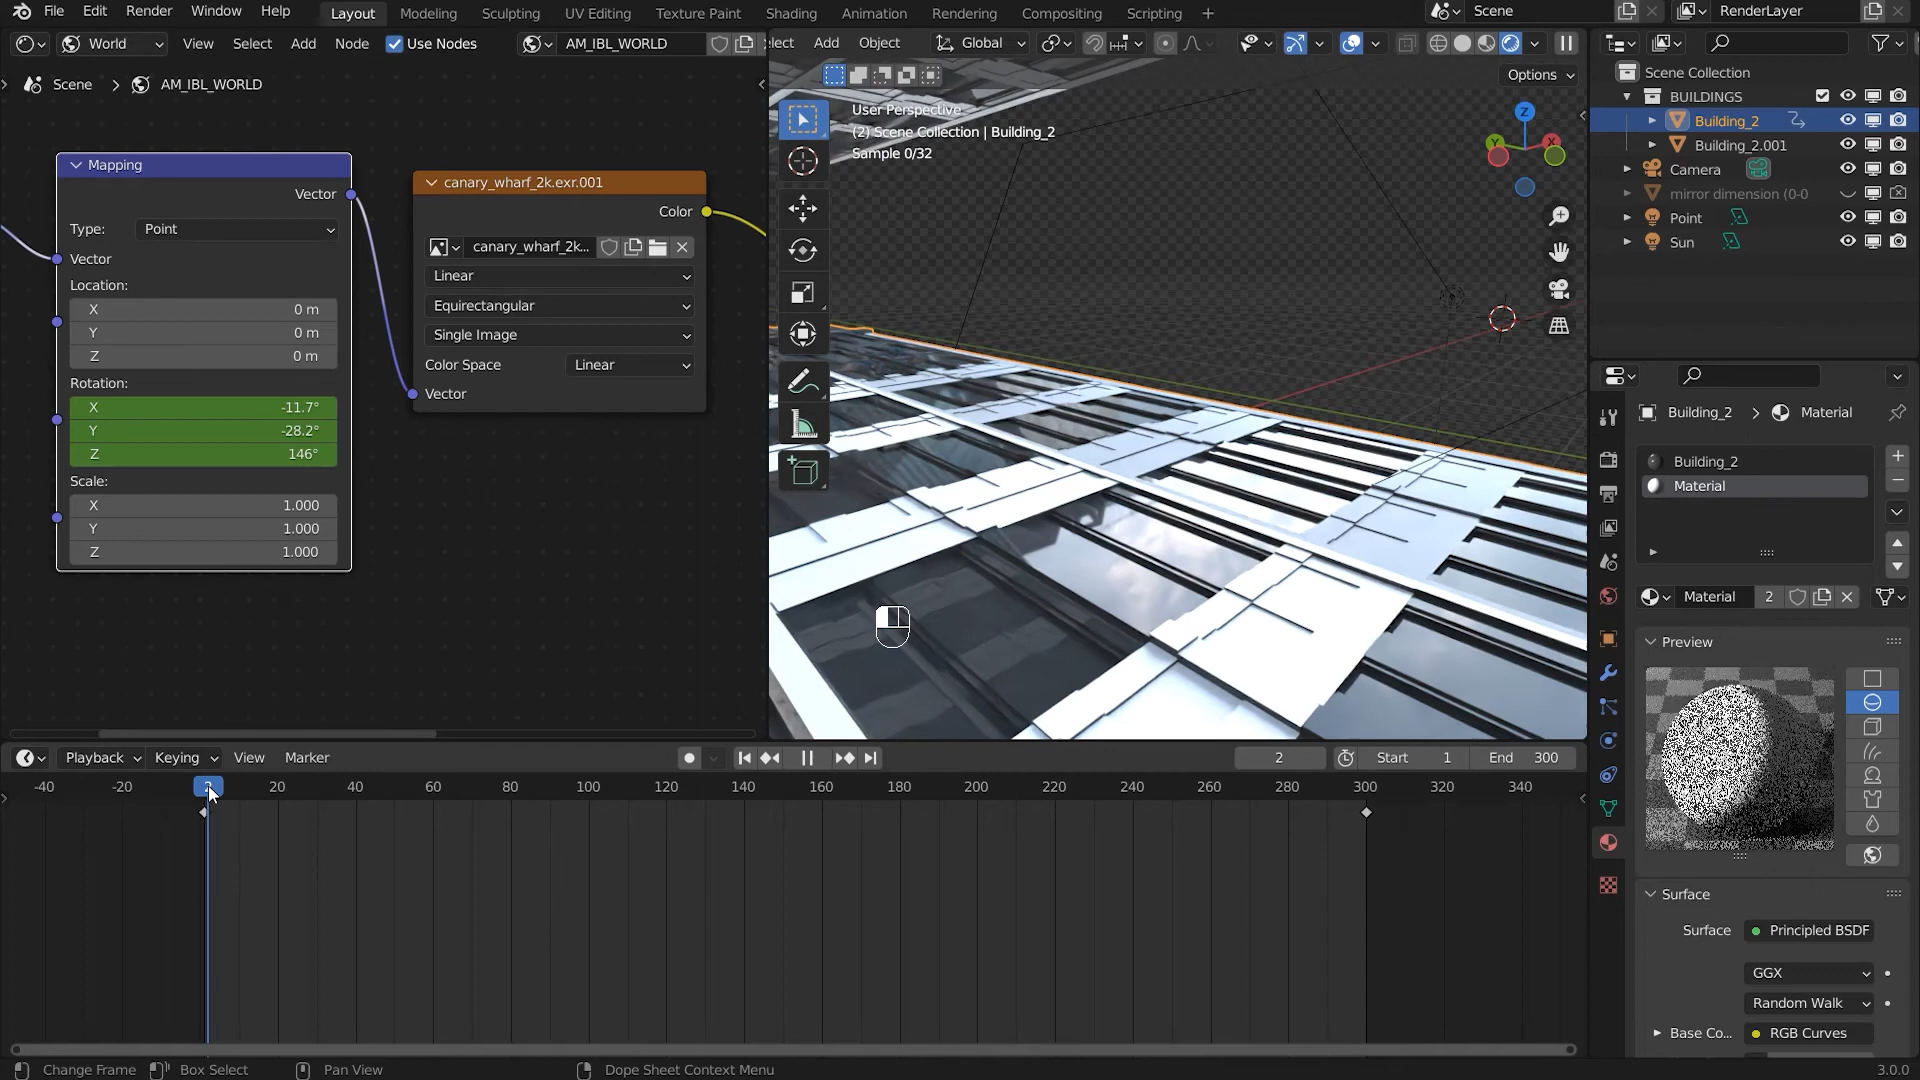 File Edit Render Window Help Layout Modeling Sculpting UV Editing Texture Paint Shading Animation Rendering Compositing Scripting + Scene RenderLayer
World View Select Add Node Use Nodes AM_IBL_WORLD
elect Add Object Global
Scene > AM_IBL_WORLD
Options
User Perspective
(2) Scene Collection | Building_2
Sample 0/32
Z
Y
X
Mapping
Vector
Type: Point
Vector
Location:
X 0 m
Y 0 m
Z 0 m
Rotation:
X -11.7°
Y -28.2°
Z 146°
Scale:
X 1.000
Y 1.000
Z 1.000
canary_wharf_2k.exr.001
Color
canary_wharf_2k...
Linear
Equirectangular
Single Image
Color Space Linear
Vector
Scene Collection
BUILDINGS
Building_2
Building_2.001
Camera
mirror dimension (0-0
Point
Sun
Building_2 > Material
Building_2
Material
Material 2
Preview
Surface
Surface Principled BSDF
GGX
Random Walk
Base Co... RGB Curves
Playback Keying View Marker 2 Start 1 End 300
-40 -20 2 20 40 60 80 100 120 140 160 180 200 220 240 260 280 300 320 340
Change Frame Box Select Pan View Dope Sheet Context Menu 3.0.0